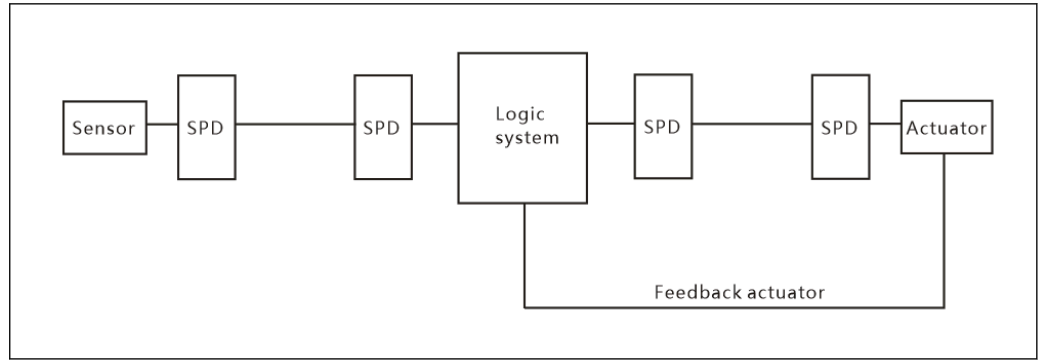 Sensor
SPD
SPD
Logic
system
SPD
SPD
Actuator
Feedback actuator